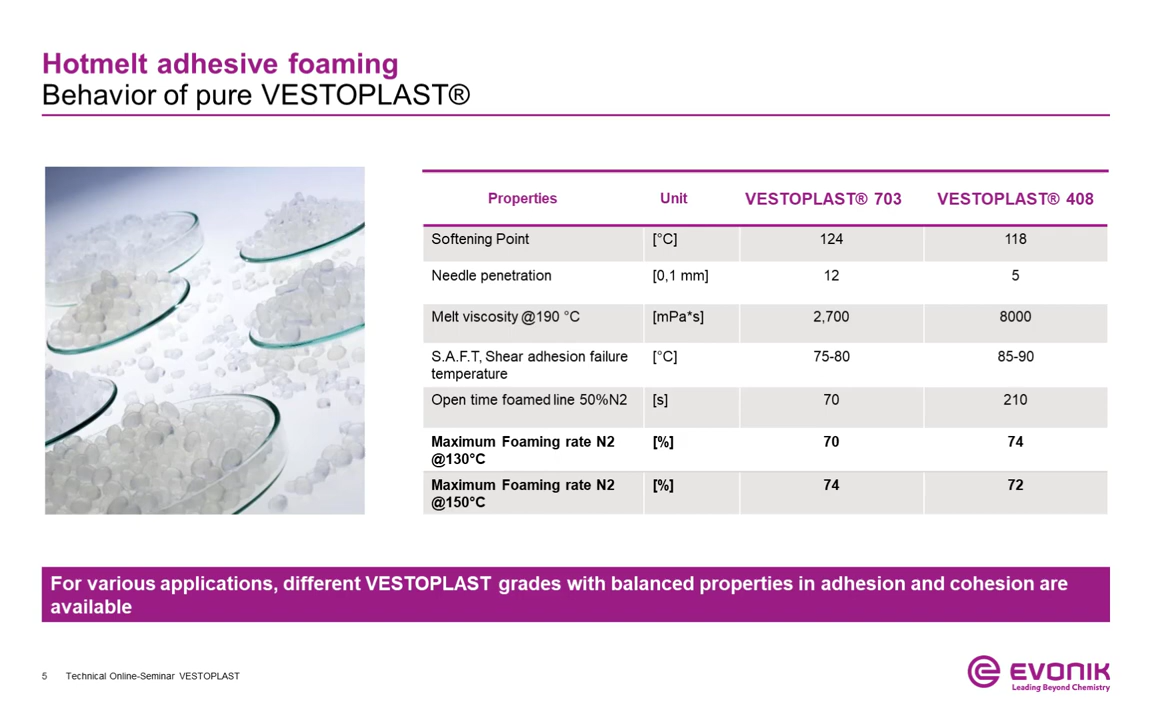 Hotmelt adhesive foaming
Behavior of pure VESTOPLAST®
Properties Unit VESTOPLAST® 703 VESTOPLAST® 408
Softening Point [°C] 124 118
Needle penetration [0,1 mm] 12 5
Melt viscosity @190 °C [mPa*s] 2,700 8000
S.A.F.T, Shear adhesion failure [°C] 75-80 85-90
temperature
Open time foamed line 50%N2 [s] 70 210
Maximum Foaming rate N2 [%] 70 74
@130°C
Maximum Foaming rate N2 [%] 74 72
@150°C
For various applications, different VESTOPLAST grades with balanced properties in adhesion and cohesion are
available
5 Technical Online-Seminar VESTOPLAST
EVONIK
Leading Beyond Chemistry